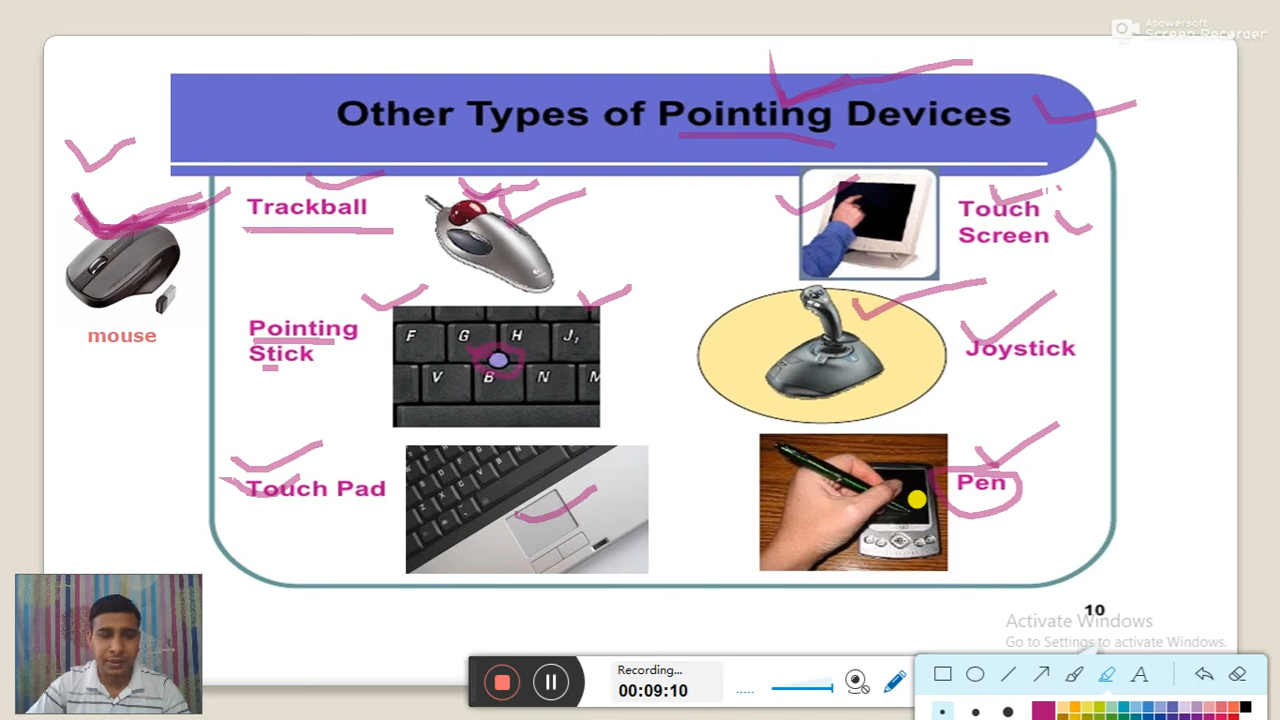 Apowersoft
Screen Recorder
Other Types of Pointing Devices
Trackball
Touch
Screen
mouse
Pointing
Stick
F G H J,
V B N M
Joystick
Touch Pad
Pen
10
Activate Windows
Go to Settings to activate Windows.
Recording...
00:09:10
A